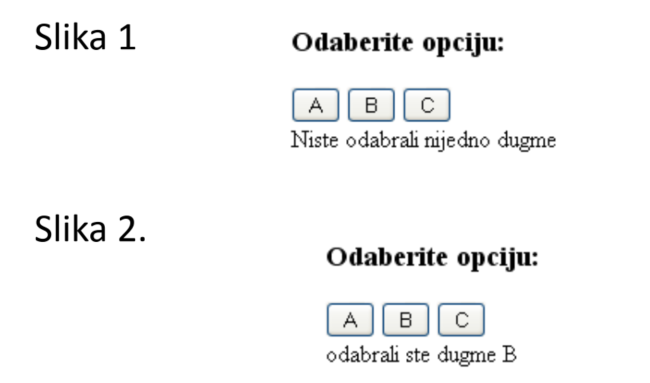 Slika 1
Odaberite opciju:
A B C
Niste odabrali nijedno dugme
Slika 2.
Odaberite opciju:
A B C
odabrali ste dugme B